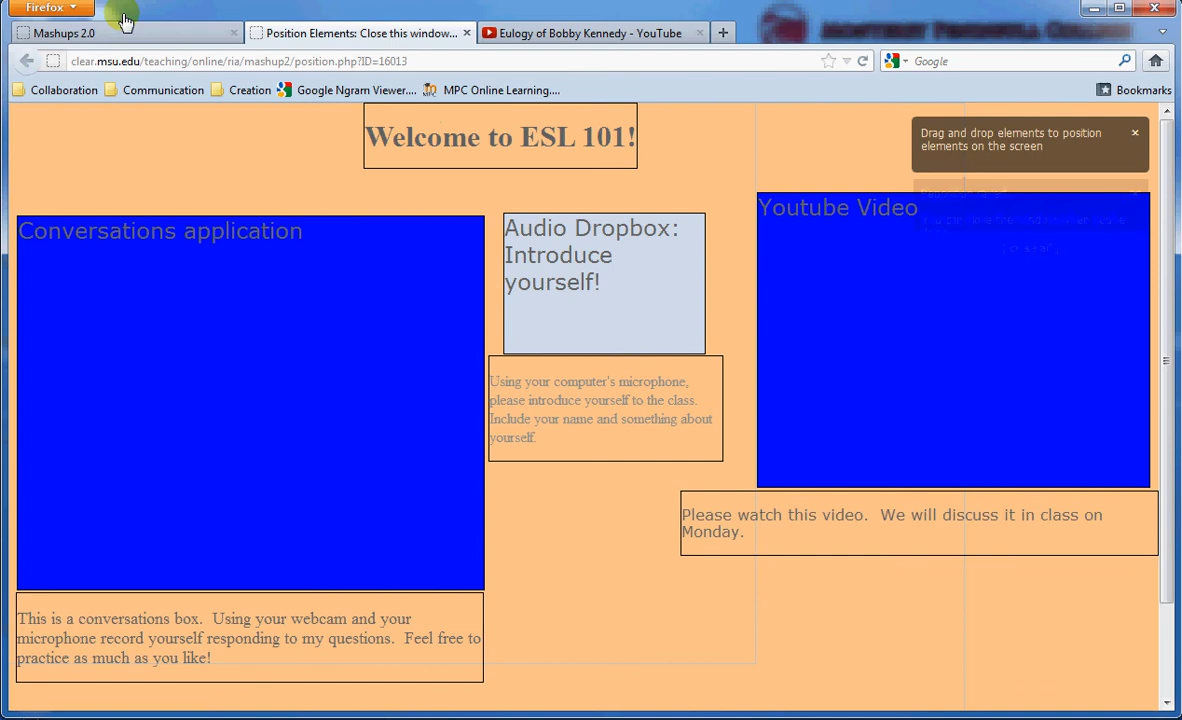 Firefox
Mashups 2.0
Position Elements: Close this window...
Eulogy of Bobby Kennedy - YouTube
clear.msu.edu/teaching/online/ria/mashup2/position.php?ID=16013
Google
Collaboration
Communication
Creation
Google Ngram Viewer....
MPC Online Learning....
Bookmarks
Welcome to ESL 101!
Drag and drop elements to position
elements on the screen
Conversations application
Audio Dropbox:
Introduce
yourself!
Youtube Video
Using your computer's microphone,
please introduce yourself to the class.
Include your name and something about
yourself.
Please watch this video.  We will discuss it in class on
Monday.
This is a conversations box.  Using your webcam and your
microphone record yourself responding to my questions.  Feel free to
practice as much as you like!